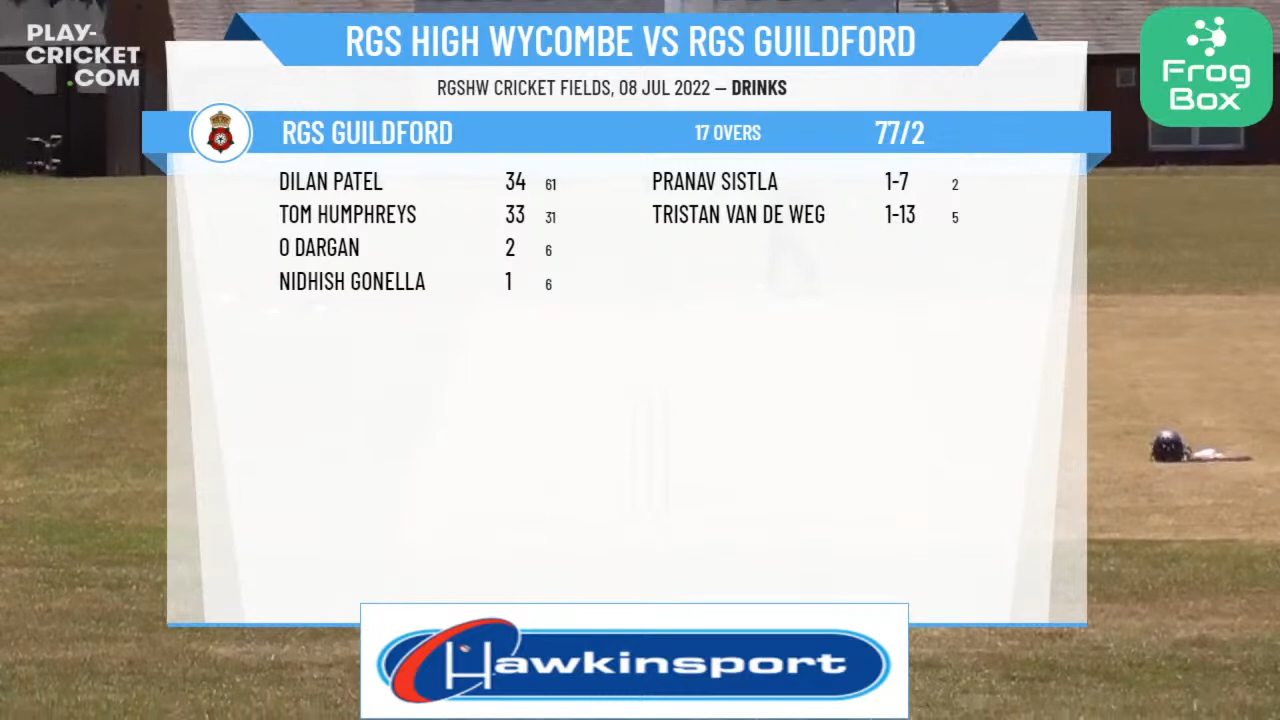 PLAY-
CRICKET
.COM
RGS HIGH WYCOMBE VS RGS GUILDFORD
Frog
Box
RGSHW CRICKET FIELDS, 08 JUL 2022 – DRINKS
RGS GUILDFORD 17 OVERS 77/2
DILAN PATEL 34 61 PRANAV SISTLA 1-7 2
TOM HUMPHREYS 33 31 TRISTAN VAN DE WEG 1-13 5
O DARGAN 2 6
NIDHISH GONELLA 1 6
Hawkinsport